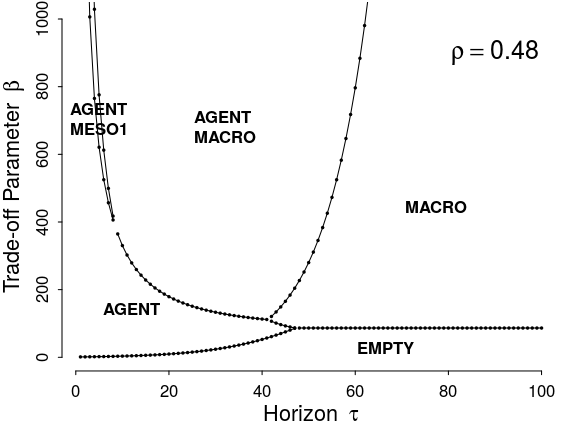 ρ = 0.48
Trade-off Parameter β
1000
800
600
400
200
0
AGENT
MESO1
AGENT
MACRO
MACRO
AGENT
EMPTY
0 20 40 60 80 100
Horizon τ